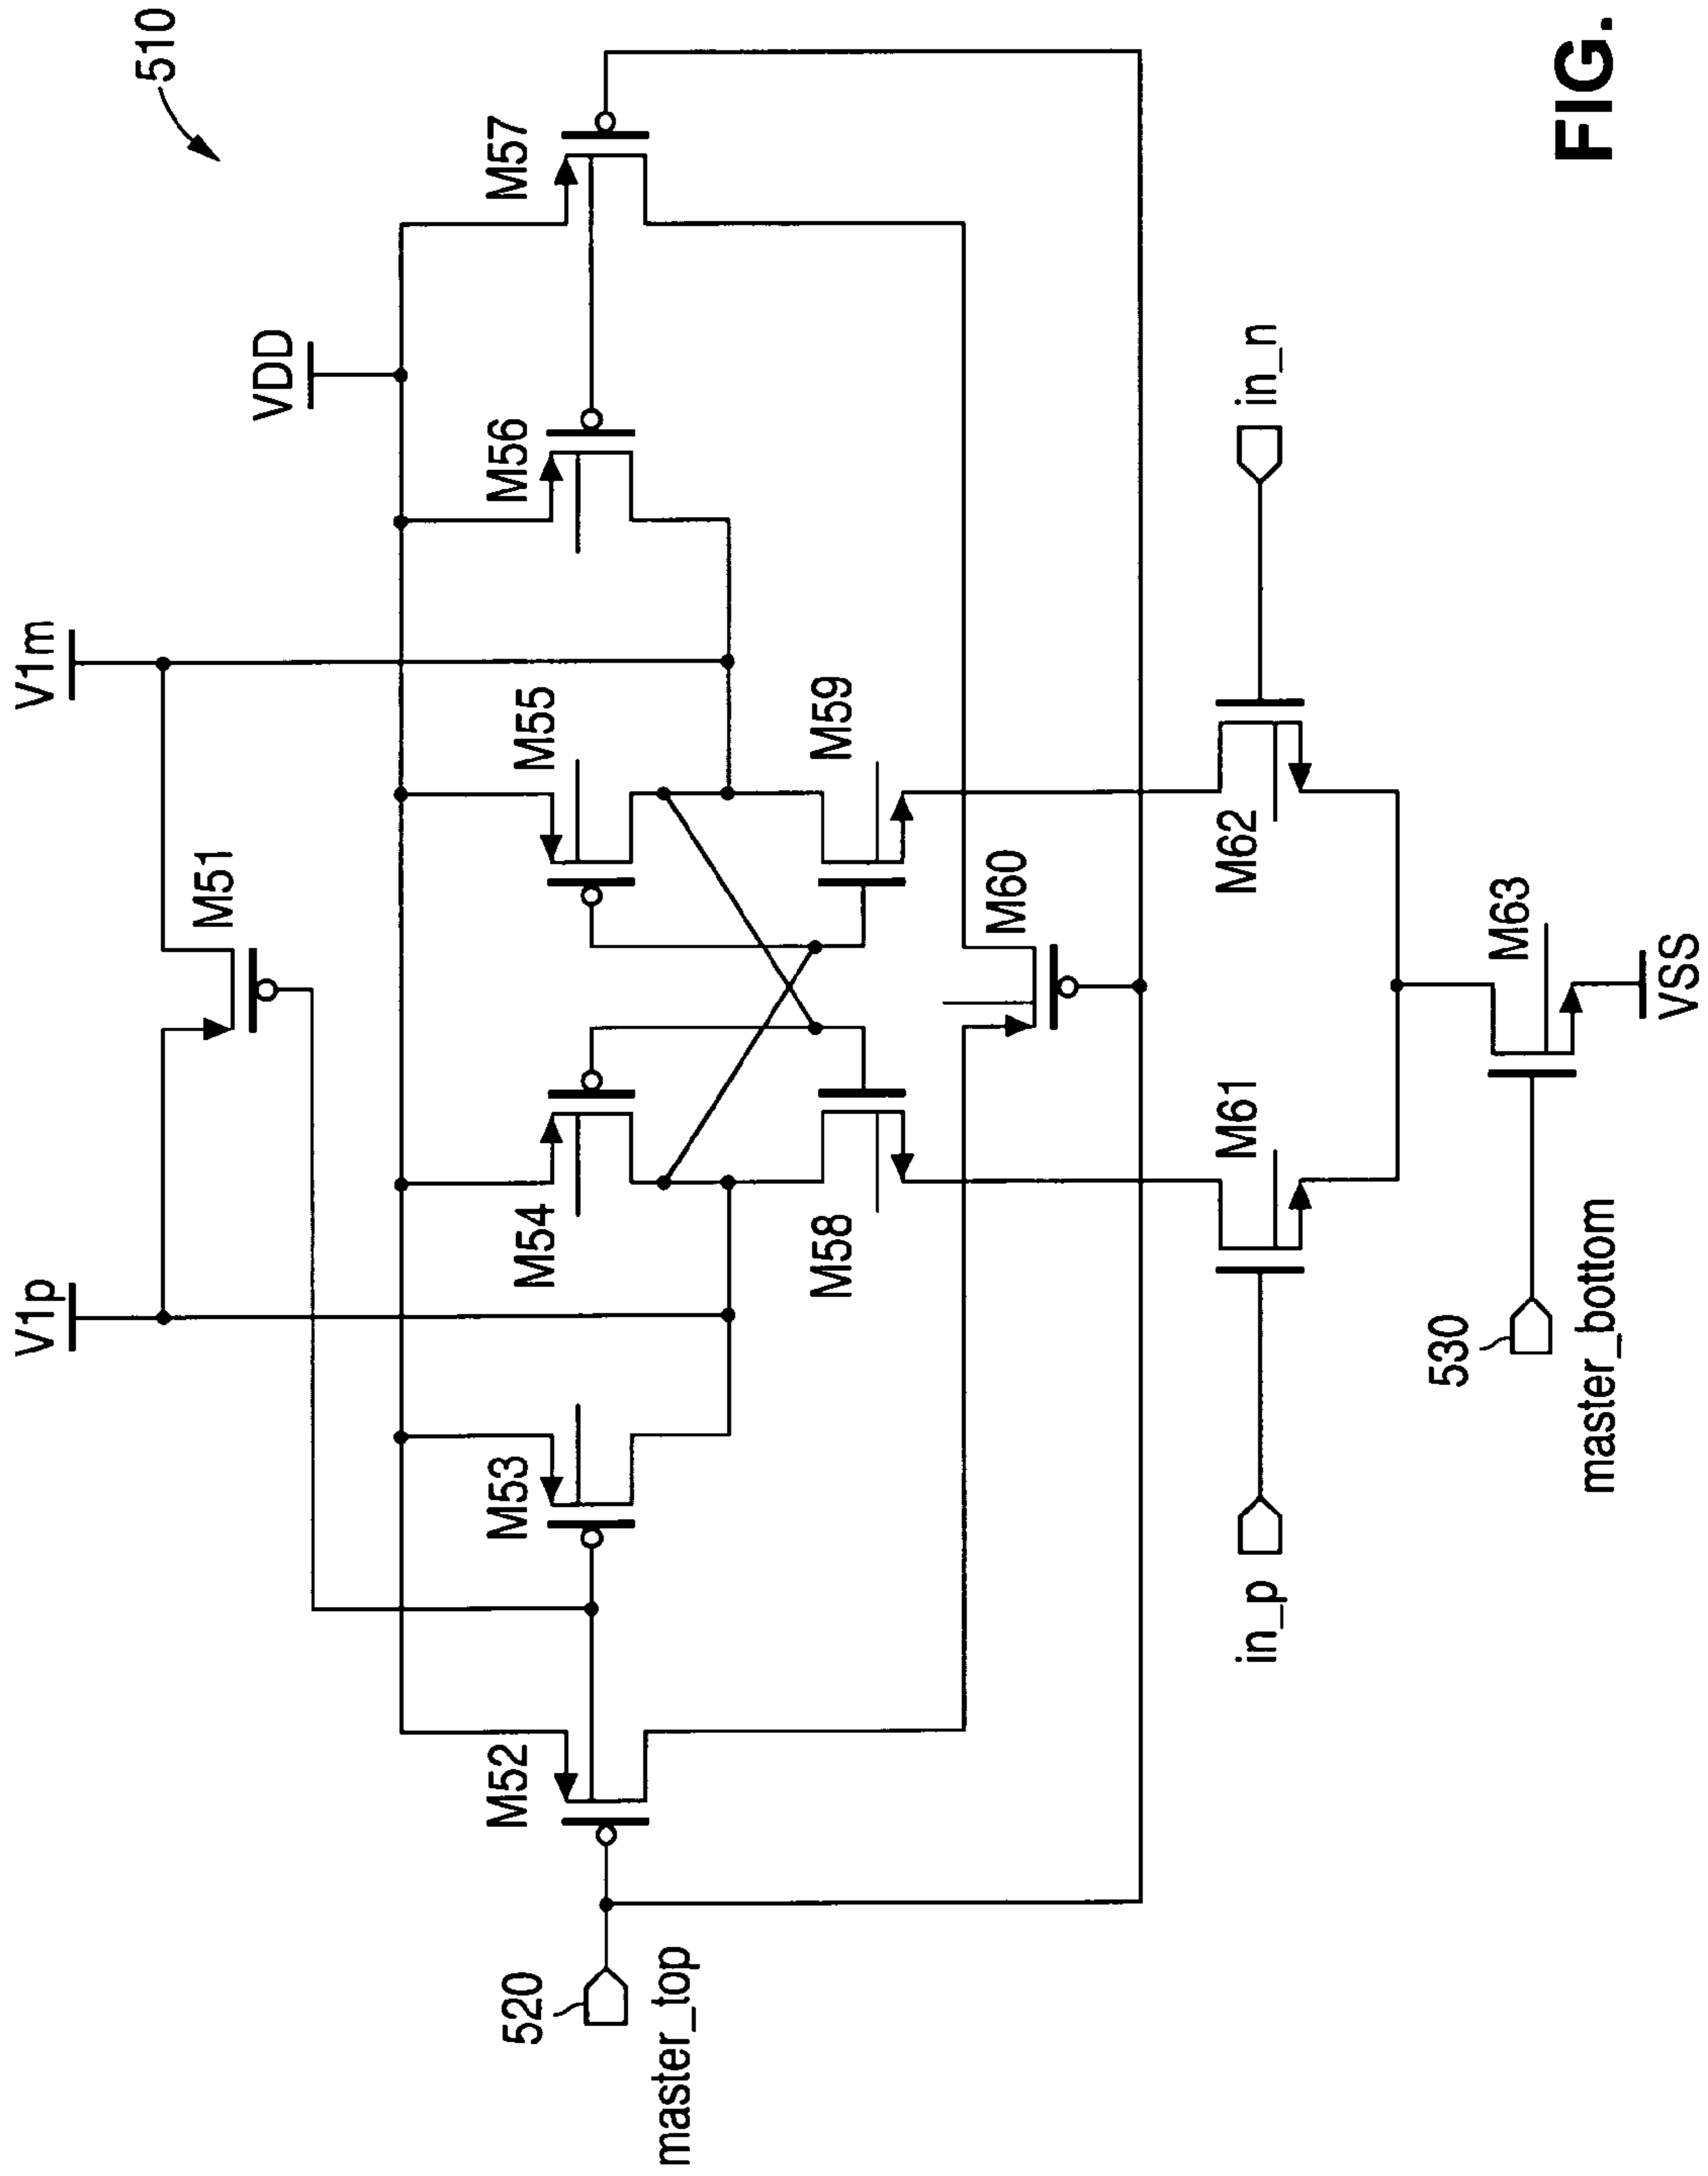 510
V1p
V1m
VDD
M51
M52
M53
M54
M55
M56
M57
520
master_top
M58
M59
M60
in_p
M61
M62
in_n
530
master_bottom
M63
VSS
FIG.